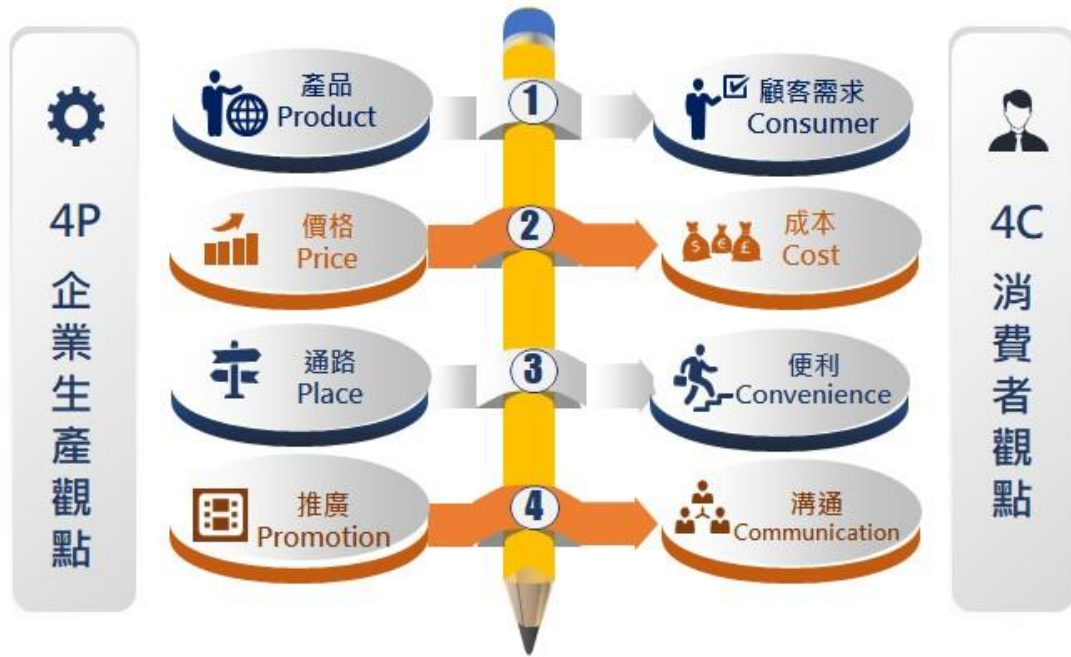 4P
企業生產觀點
產品
Product
1
顧客需求
Consumer
價格
Price
2
$ € £
成本
Cost
通路
Place
3
便利
Convenience
推廣
Promotion
4
溝通
Communication
4C
消費者觀點